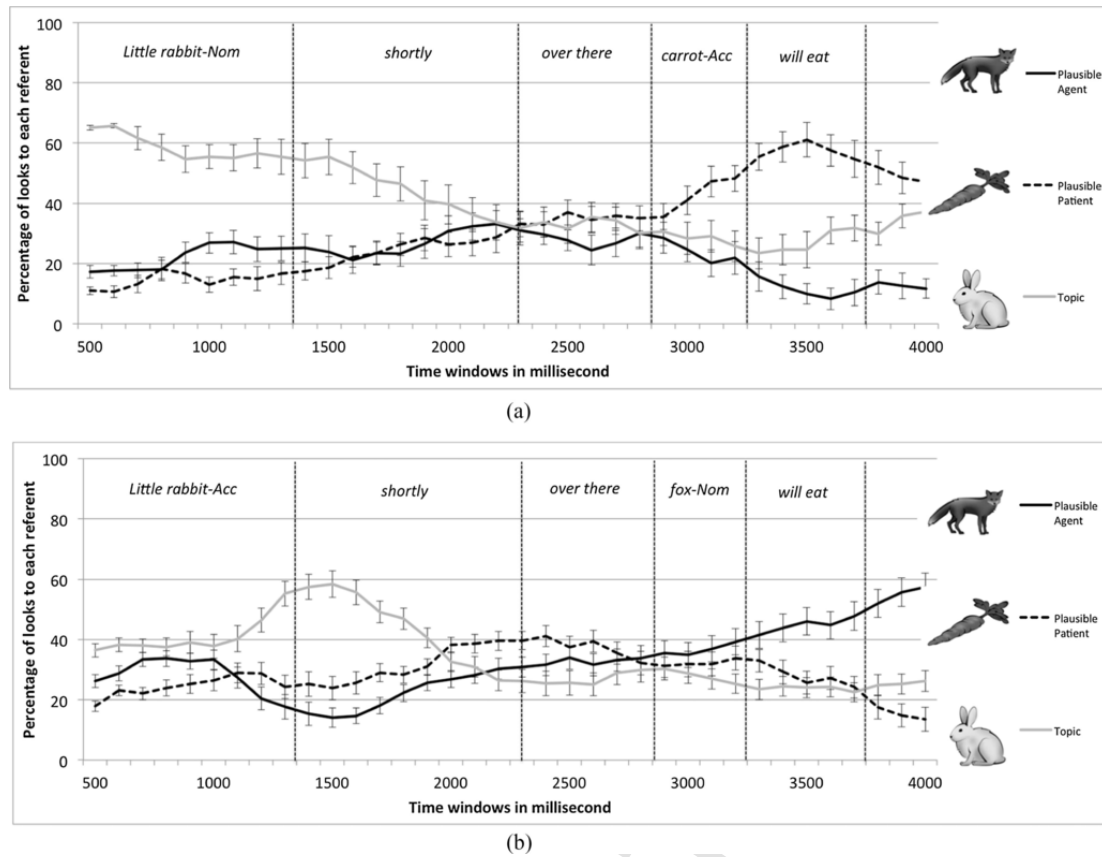 100
80
60
40
20
0
Percentage of looks to each referent
Little rabbit-Nom
shortly
over there
carrot-Acc
will eat
500 1000 1500 2000 2500 3000 3500 4000
Time windows in millisecond
Plausible
Agent
Plausible
Patient
Topic
(a)
100
80
60
40
20
0
Percentage of looks to each referent
Little rabbit-Acc
shortly
over there
fox-Nom
will eat
500 1000 1500 2000 2500 3000 3500 4000
Time windows in millisecond
Plausible
Agent
Plausible
Patient
Topic
(b)